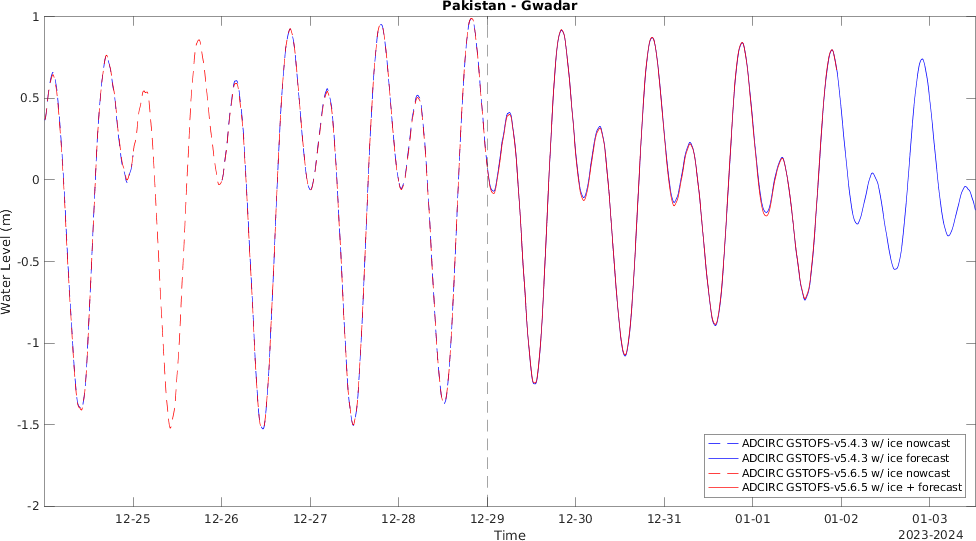 Pakistan - Gwadar
1
0.5
0
-0.5
-1
-1.5
-2
Water Level (m)
12-25 12-26 12-27 12-28 12-29 12-30 12-31 01-01 01-02 01-03
Time
2023-2024
ADCIRC GSTOFS-v5.4.3 w/ ice nowcast
ADCIRC GSTOFS-v5.4.3 w/ ice forecast
ADCIRC GSTOFS-v5.6.5 w/ ice nowcast
ADCIRC GSTOFS-v5.6.5 w/ ice + forecast